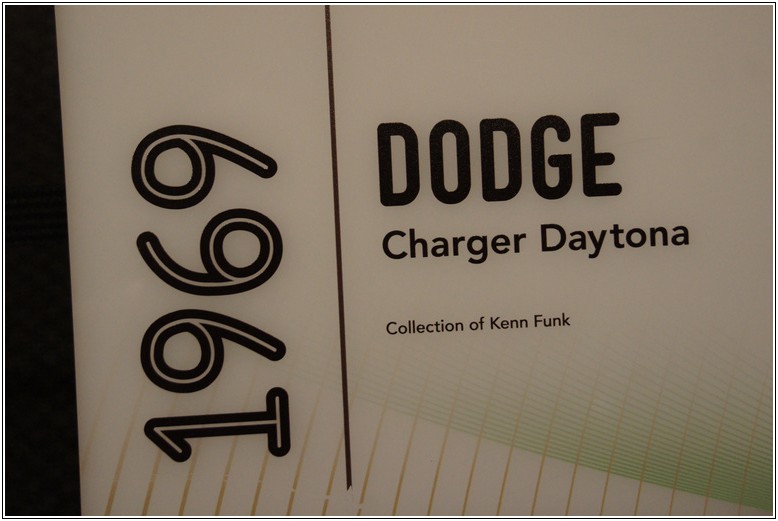 1969
DODGE
Charger Daytona
Collection of Kenn Funk